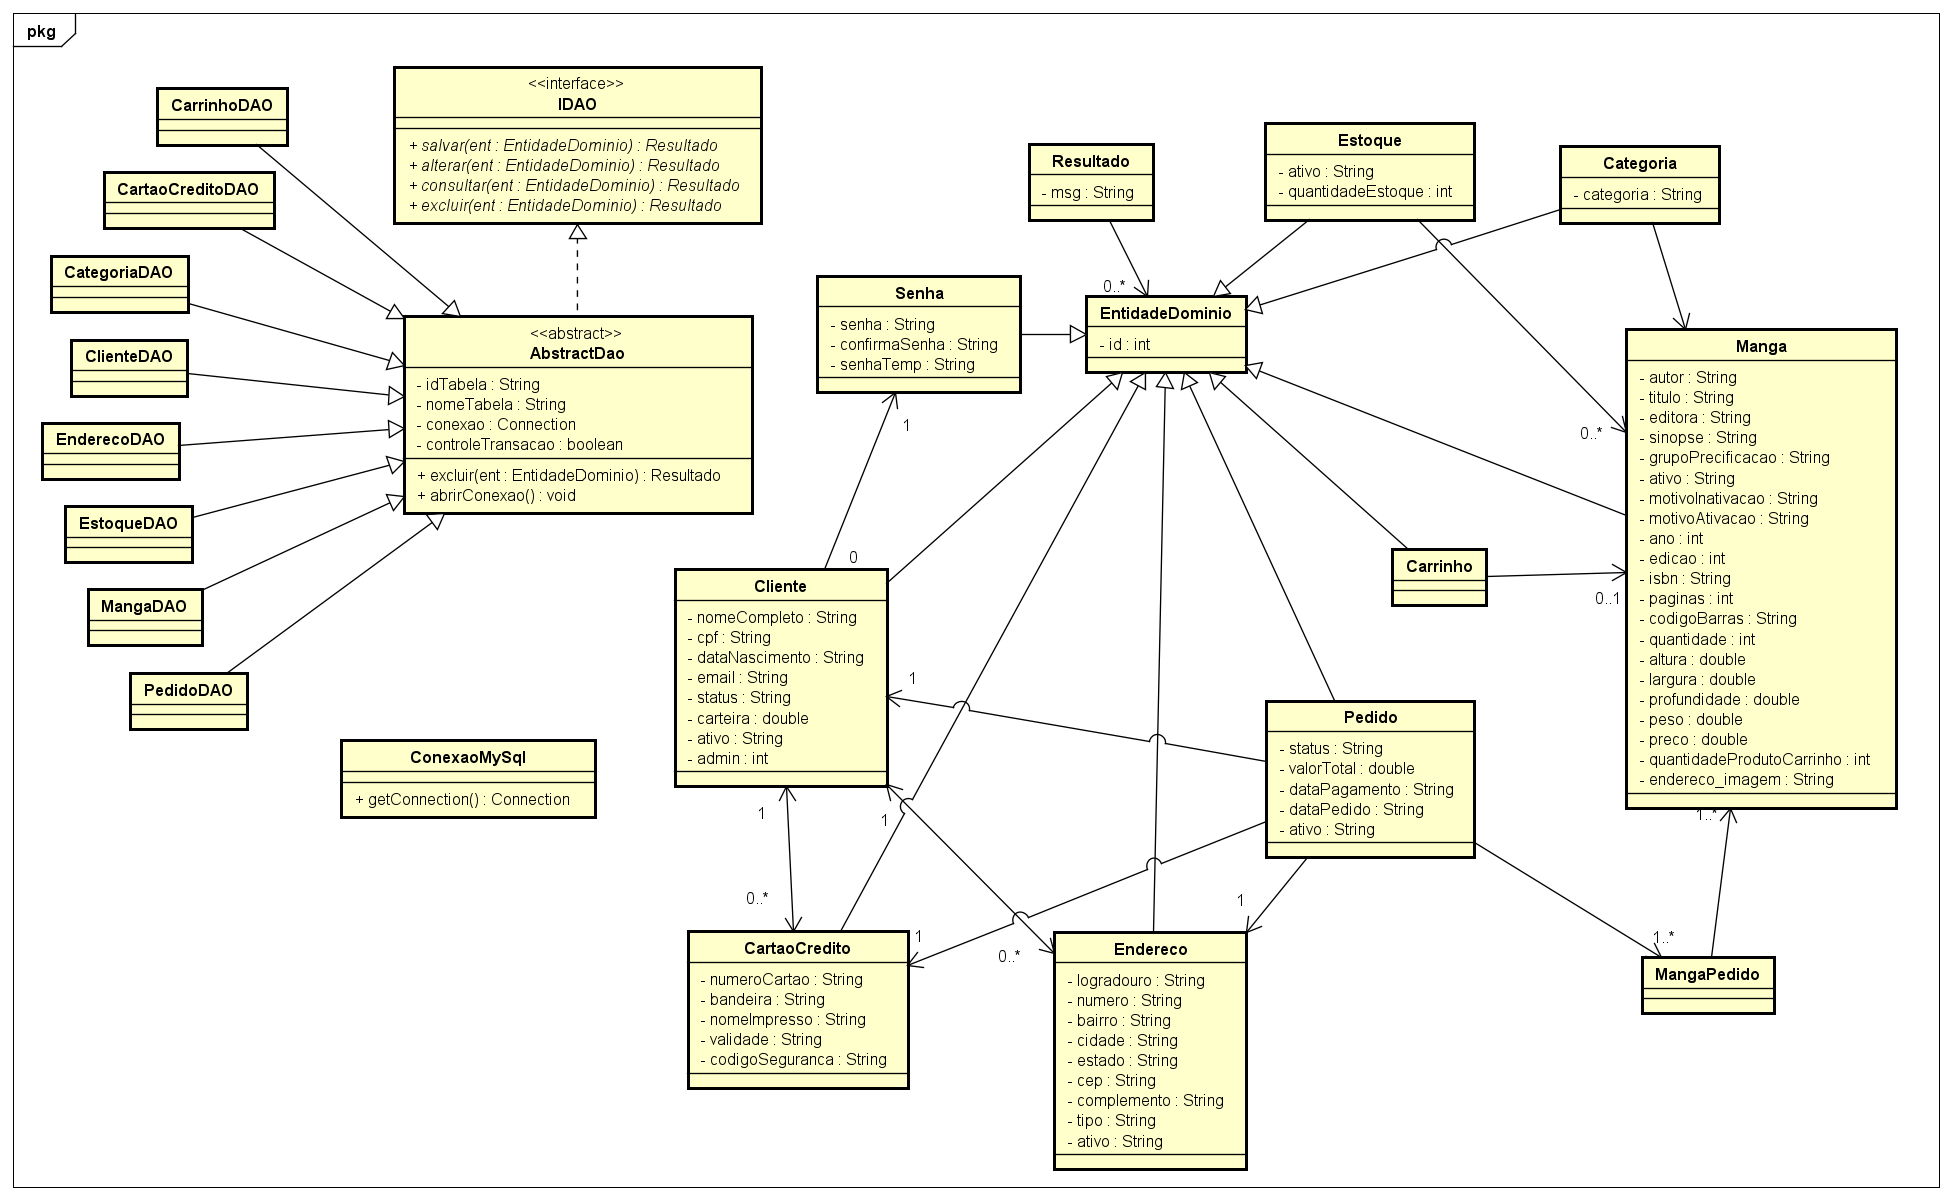 pkg
CarrinhoDAO
CartaoCreditoDAO
CategoriaDAO
ClienteDAO
EnderecoDAO
EstoqueDAO
MangaDAO
PedidoDAO
<<interface>>
IDAO
+ salvar(ent : EntidadeDominio) : Resultado
+ alterar(ent : EntidadeDominio) : Resultado
+ consultar(ent : EntidadeDominio) : Resultado
+ excluir(ent : EntidadeDominio) : Resultado
<<abstract>>
AbstractDao
- idTabela : String
- nomeTabela : String
- conexao : Connection
- controleTransacao : boolean
+ excluir(ent : EntidadeDominio) : Resultado
+ abrirConexao() : void
ConexaoMySql
+ getConnection() : Connection
Resultado
- msg : String
0..*
Estoque
- ativo : String
- quantidadeEstoque : int
0..*
Categoria
- categoria : String
Senha
- senha : String
- confirmaSenha : String
- senhaTemp : String
1
EntidadeDominio
- id : int
Manga
- autor : String
- titulo : String
- editora : String
- sinopse : String
- grupoPrecificacao : String
- ativo : String
- motivoInativacao : String
- motivoAtivacao : String
- ano : int
- edicao : int
- isbn : String
- paginas : int
- codigoBarras : String
- quantidade : int
- altura : double
- largura : double
- profundidade : double
- peso : double
- preco : double
- quantidadeProdutoCarrinho : int
- endereco_imagem : String
1..*
Carrinho
0..1
0
Cliente
- nomeCompleto : String
- cpf : String
- dataNascimento : String
- email : String
- status : String
- carteira : double
- ativo : String
- admin : int
1
1
1
Pedido
- status : String
- valorTotal : double
- dataPagamento : String
- dataPedido : String
- ativo : String
0..*
1
0..*
1
1..*
CartaoCredito
- numeroCartao : String
- bandeira : String
- nomeImpresso : String
- validade : String
- codigoSeguranca : String
Endereco
- logradouro : String
- numero : String
- bairro : String
- cidade : String
- estado : String
- cep : String
- complemento : String
- tipo : String
- ativo : String
MangaPedido